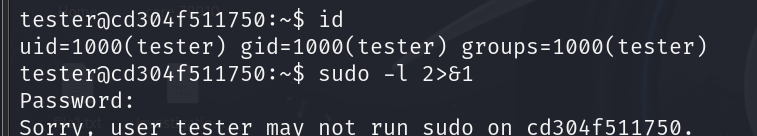 tester@cd304f511750:~$ id
uid=1000(tester) gid=1000(tester) groups=1000(tester)
tester@cd304f511750:~$ sudo -l 2>&1
Password:
Sorry, user tester may not run sudo on cd304f511750.